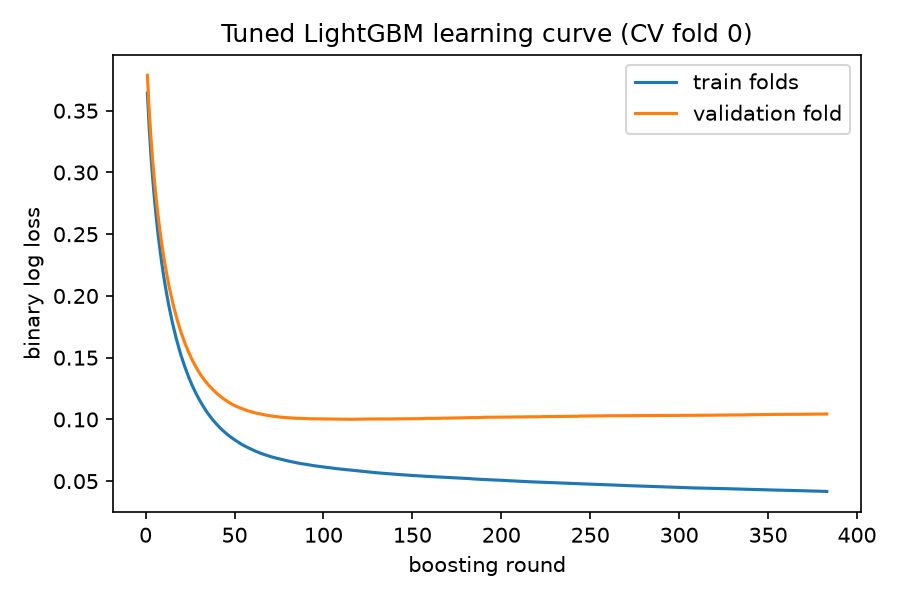 Tuned LightGBM learning curve (CV fold 0)
train folds
validation fold
binary log loss
0.35
0.30
0.25
0.20
0.15
0.10
0.05
0 50 100 150 200 250 300 350 400
boosting round